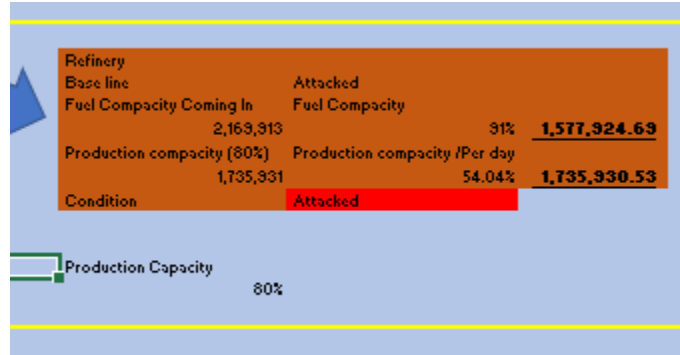 Refinery
Base line Attacked
Fuel Compacity Coming In Fuel Compacity
2,169,913 91% 1,577,924.69
Production compacity (80%) Production compacity /Per day
1,735,931 54.04% 1,735,930.53
Condition Attacked
Production Capacity
80%